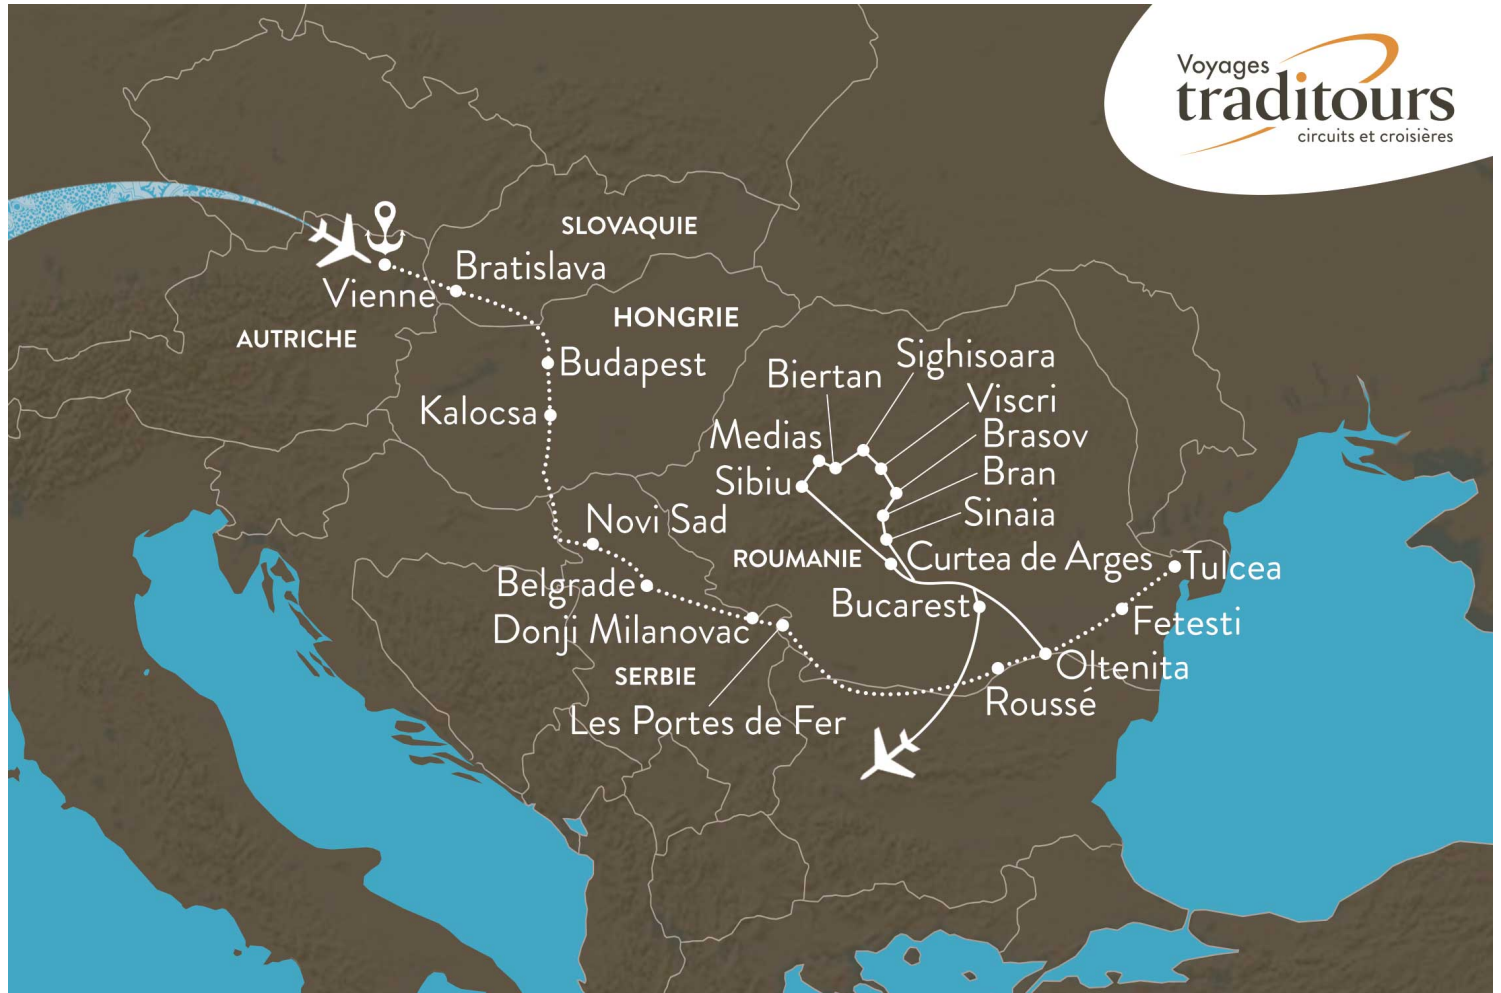 Voyages
traditours
circuits et croisières
SLOVAQUIE
Bratislava
Vienne
HONGRIE
AUTRICHE
Budapest
Kalocsa
Sighisoara
Biertan
Viscri
Medias
Brasov
Sibiu
Bran
Sinaia
Novi Sad
ROUMANIE
Curtea de Arges
Tulcea
Belgrade
Bucarest
Donji Milanovac
Fetesti
SERBIE
Oltenita
Roussé
Les Portes de Fer